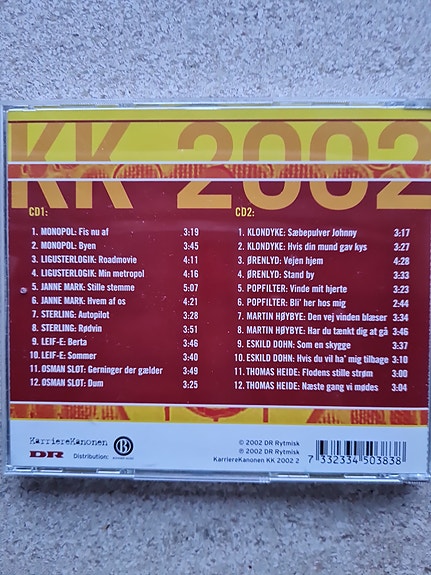 KK 2002
CD1:
1. MONOPOL: Fis nu af 3:19
2. MONOPOL: Byen 3:45
3. LIGUSTERLOGIK: Roadmovie 4:11
4. LIGUSTERLOGIK: Min metropol 4:16
5. JANNE MARK: Stille stemme 5:07
6. JANNE MARK: Hvem af os 4:21
7. STERLING: Autopilot 3:28
8. STERLING: Rødvin 3:51
9. LEIF-E: Berta 3:46
10. LEIF-E: Sommer 3:40
11. OSMAN SLOT: Gerninger der gælder 4:49
12. OSMAN SLOT: Dum 3:25
CD2:
1. KLONDYKE: Sæbepulver Johnny 3:17
2. KLONDYKE: Hvis din mund gav kys 3:27
3. ØRENLYD: Vejen hjem 4:28
4. ØRENLYD: Stand by 3:33
5. POPFILTER: Vinde mit hjerte 3:23
6. POPFILTER: Bli' her hos mig 2:44
7. MARTIN HØYBYE: Den vej vinden blæser 3:34
8. MARTIN HØYBYE: Har du tænkt dig at gå 3:46
9. ESKILD DOHN: Som en skygge 3:37
10. ESKILD DOHN: Hvis du vil ha' mig tilbage 3:10
11. THOMAS HEIDE: Flodens stille strøm 3:00
12. THOMAS HEIDE: Næste gang vi mødes 3:04
KarriereKanonen
DR Distribution:
© 2002 DR Rytmisk
℗ 2002 DR Rytmisk
KarriereKanonen KK 2002 2
7 332334 503838